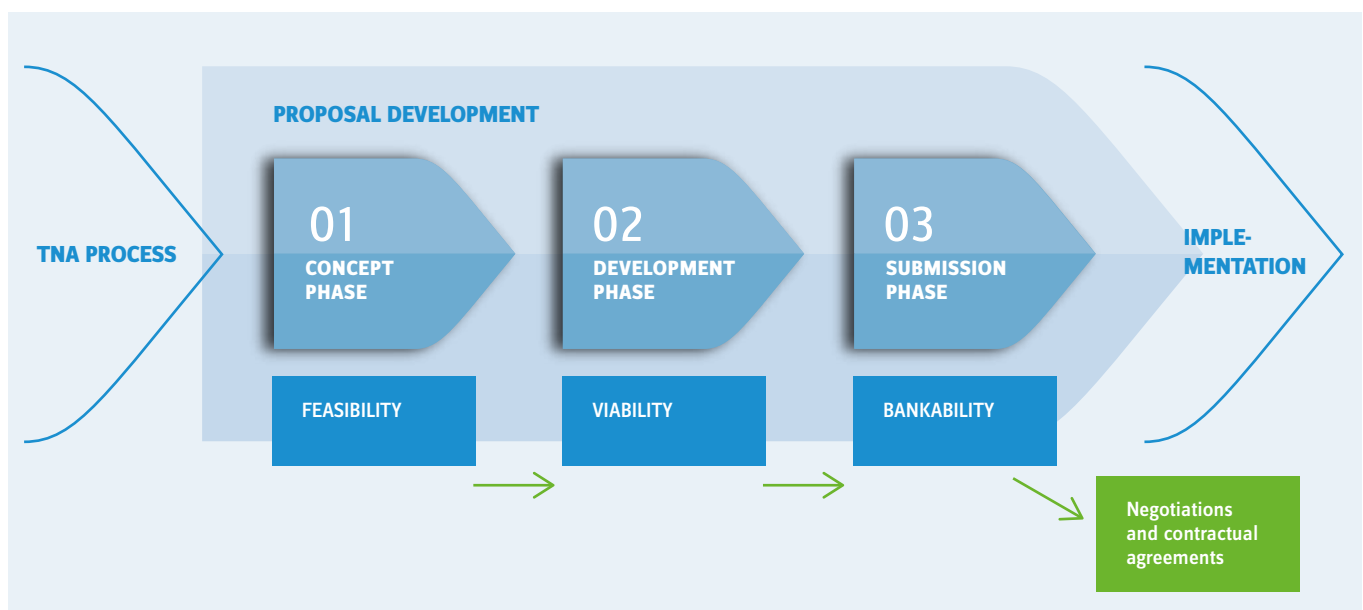 PROPOSAL DEVELOPMENT
TNA PROCESS
01
CONCEPT
PHASE
02
DEVELOPMENT
PHASE
03
SUBMISSION
PHASE
IMPLE-
MENTATION
FEASIBILITY
VIABILITY
BANKABILITY
Negotiations
and contractual
agreements